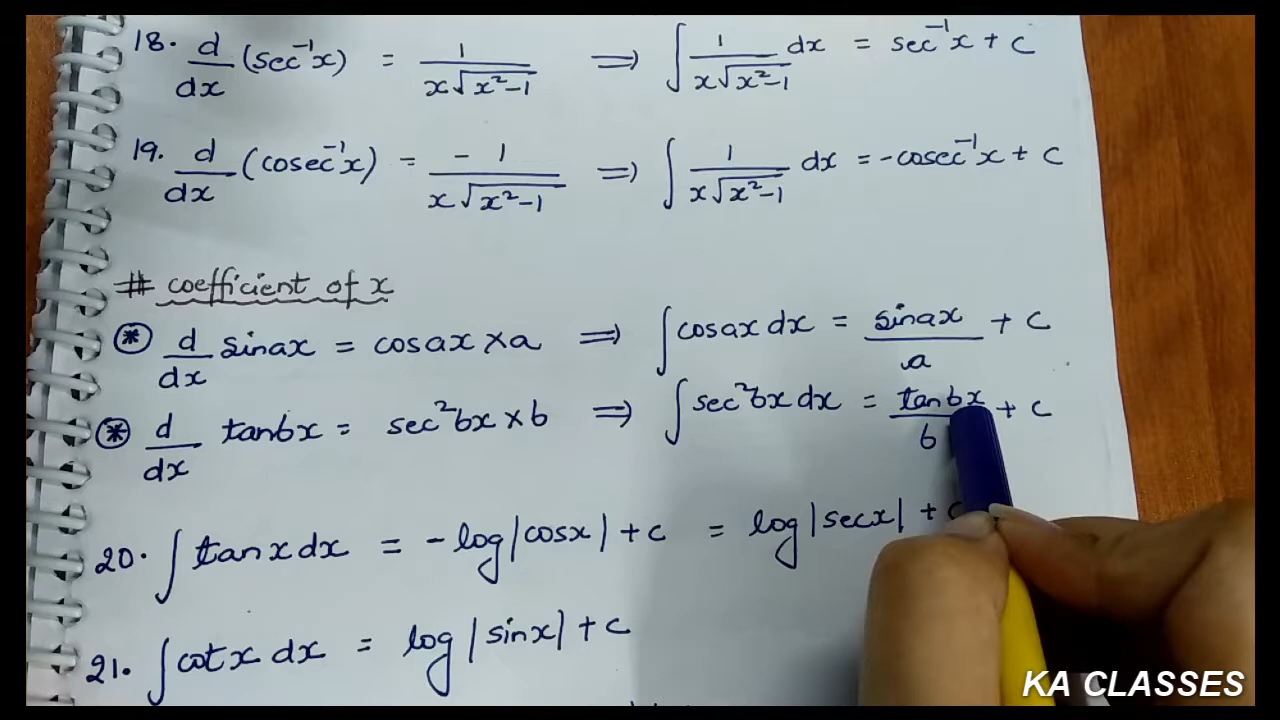 18. d/dx (sec⁻¹x) = 1/(x√(x²-1)) ⟹ ∫ 1/(x√(x²-1)) dx = sec⁻¹x + c
19. d/dx (cosec⁻¹x) = -1/(x√(x²-1)) ⟹ ∫ 1/(x√(x²-1)) dx = -cosec⁻¹x + c
# coefficient of x
* d/dx sinax = cosax × a ⟹ ∫ cosax dx = sinax/a + c
* d/dx tanbx = sec²bx × b ⟹ ∫ sec²bx dx = tanbx/b + c
20. ∫ tanx dx = -log|cosx| + c = log|secx| + c
21. ∫ cotx dx = log|sinx| + c
KA CLASSES